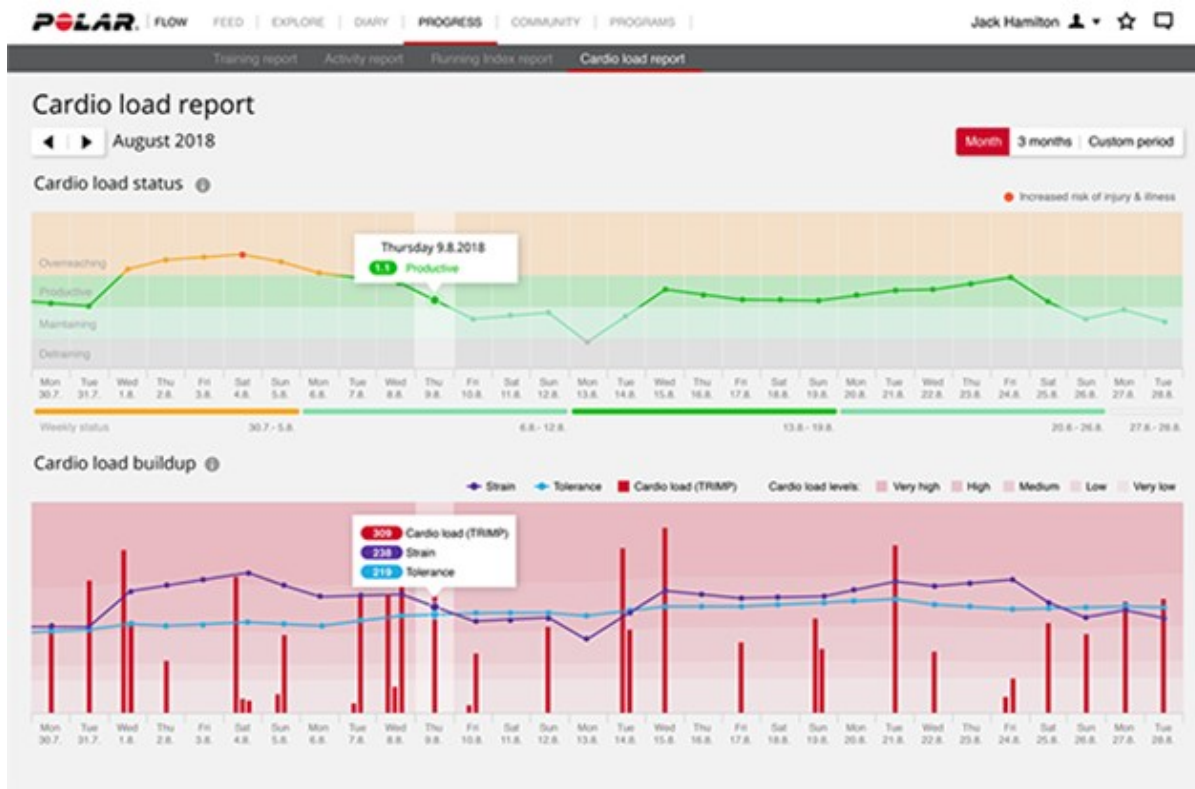 POLAR. FLOW FEED EXPLORE DIARY PROGRESS COMMUNITY PROGRAMS Jack Hamilton
Training report Activity report Running Index report Cardio load report
Cardio load report
August 2018 Month 3 months Custom period
Cardio load status
Increased risk of injury & illness
Thursday 9.8.2018
1.1 Productive
Overreaching
Productive
Maintaining
Detraining
Mon Tue Wed Thu Fri Sat Sun Mon Tue Wed Thu Fri Sat Sun Mon Tue Wed Thu Fri Sat Sun Mon Tue Wed Thu Fri Sat Sun Mon Tue
30.7. 31.7. 1.8. 2.8. 3.8. 4.8. 5.8. 6.8. 7.8. 8.8. 9.8. 10.8. 11.8. 12.8. 13.8. 14.8. 15.8. 16.8. 17.8. 18.8. 19.8. 20.8. 21.8. 22.8. 23.8. 24.8. 25.8. 26.8. 27.8. 28.8.
Weekly status 30.7.- 5.8. 6.8.- 12.8. 13.8.- 19.8. 20.8.- 26.8. 27.8.- 28.8.
Cardio load buildup
Strain Tolerance Cardio load (TRIMP) Cardio load levels: Very high High Medium Low Very low
309 Cardio load (TRIMP)
238 Strain
219 Tolerance
Mon Tue Wed Thu Fri Sat Sun Mon Tue Wed Thu Fri Sat Sun Mon Tue Wed Thu Fri Sat Sun Mon Tue Wed Thu Fri Sat Sun Mon Tue
30.7. 31.7. 1.8. 2.8. 3.8. 4.8. 5.8. 6.8. 7.8. 8.8. 9.8. 10.8. 11.8. 12.8. 13.8. 14.8. 15.8. 16.8. 17.8. 18.8. 19.8. 20.8. 21.8. 22.8. 23.8. 24.8. 25.8. 26.8. 27.8. 28.8.